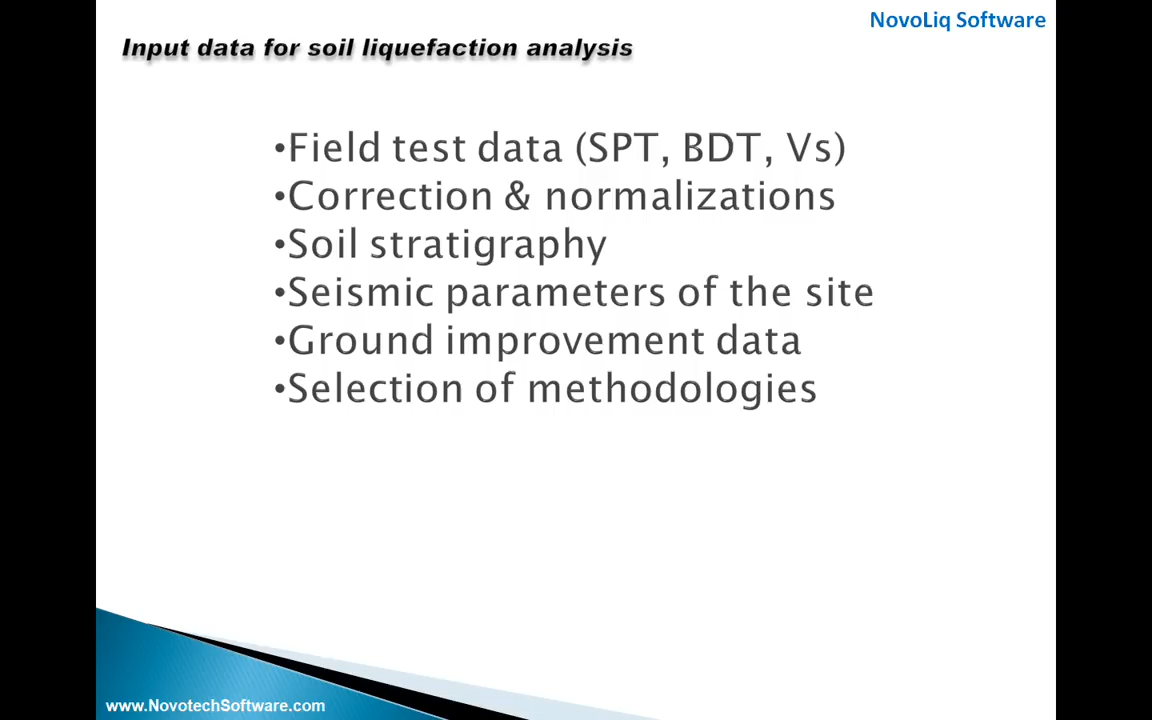 NovoLiq Software
Input data for soil liquefaction analysis
•Field test data (SPT, BDT, Vs)
•Correction & normalizations
•Soil stratigraphy
•Seismic parameters of the site
•Ground improvement data
•Selection of methodologies
www.NovotechSoftware.com